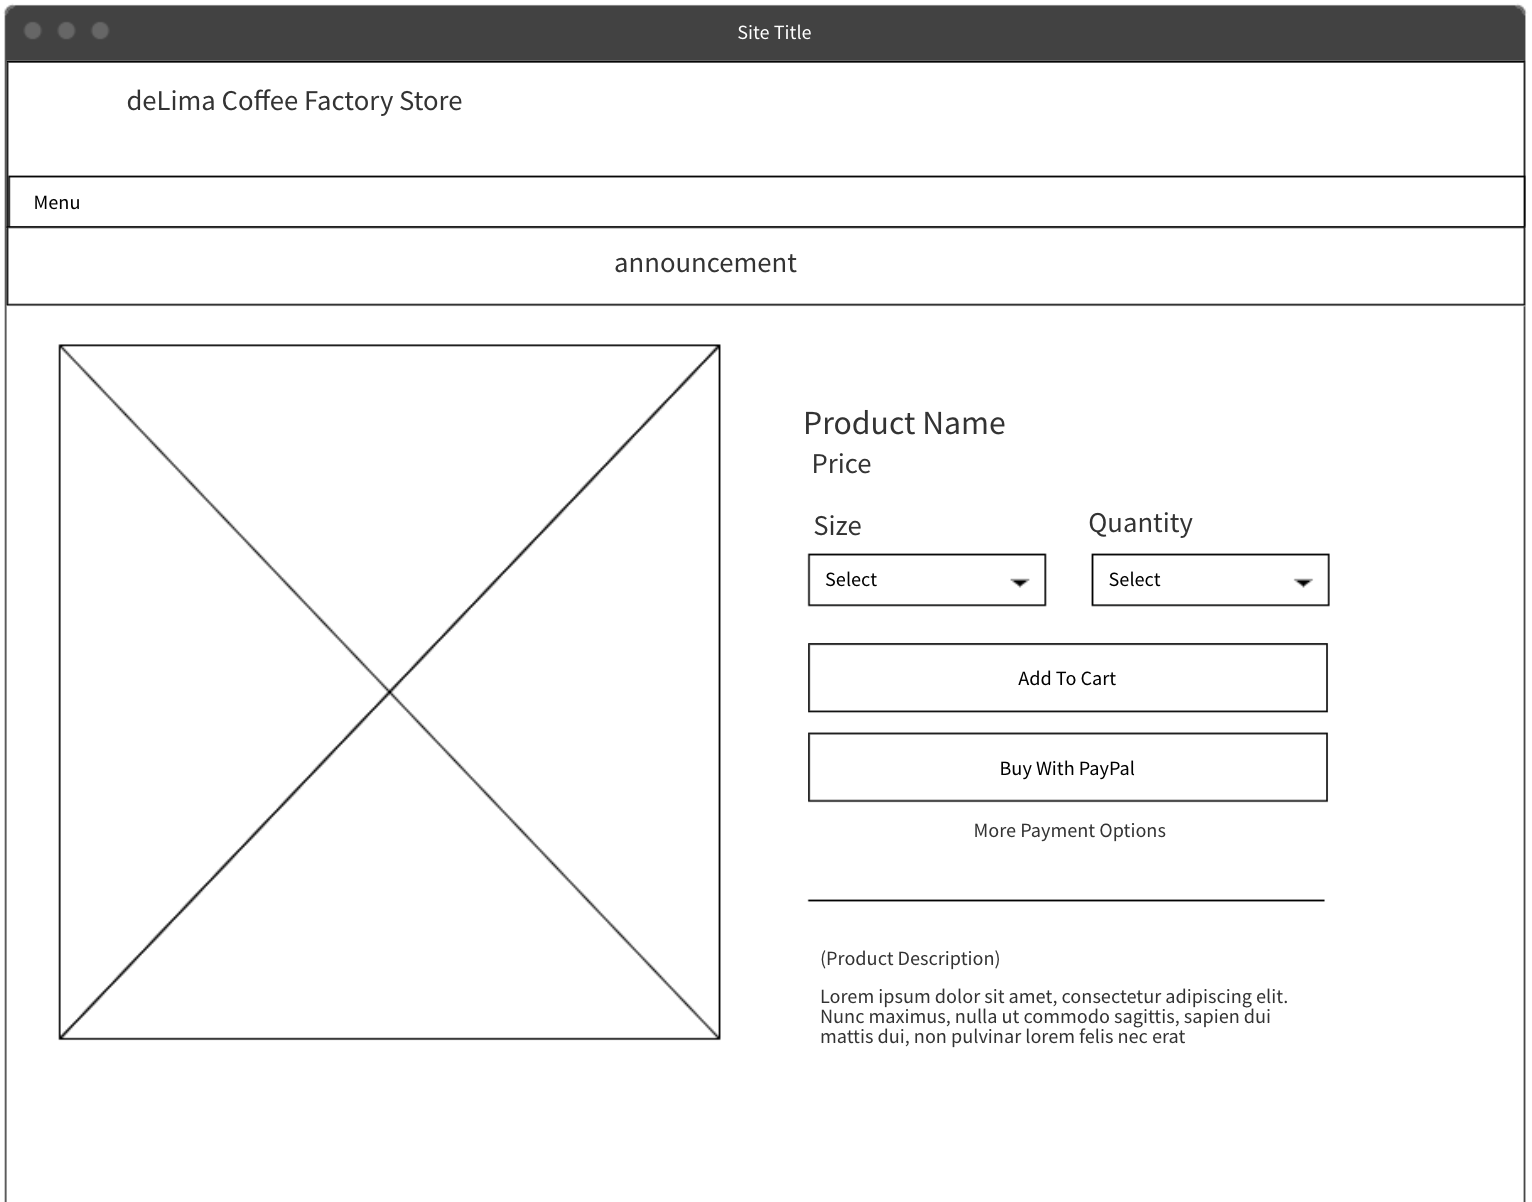 Site Title
deLima Coffee Factory Store
Menu
announcement
Product Name
Price
Size
Quantity
Select
Select
Add To Cart
Buy With PayPal
More Payment Options
(Product Description)
Lorem ipsum dolor sit amet, consectetur adipiscing elit.
Nunc maximus, nulla ut commodo sagittis, sapien dui
mattis dui, non pulvinar lorem felis nec erat